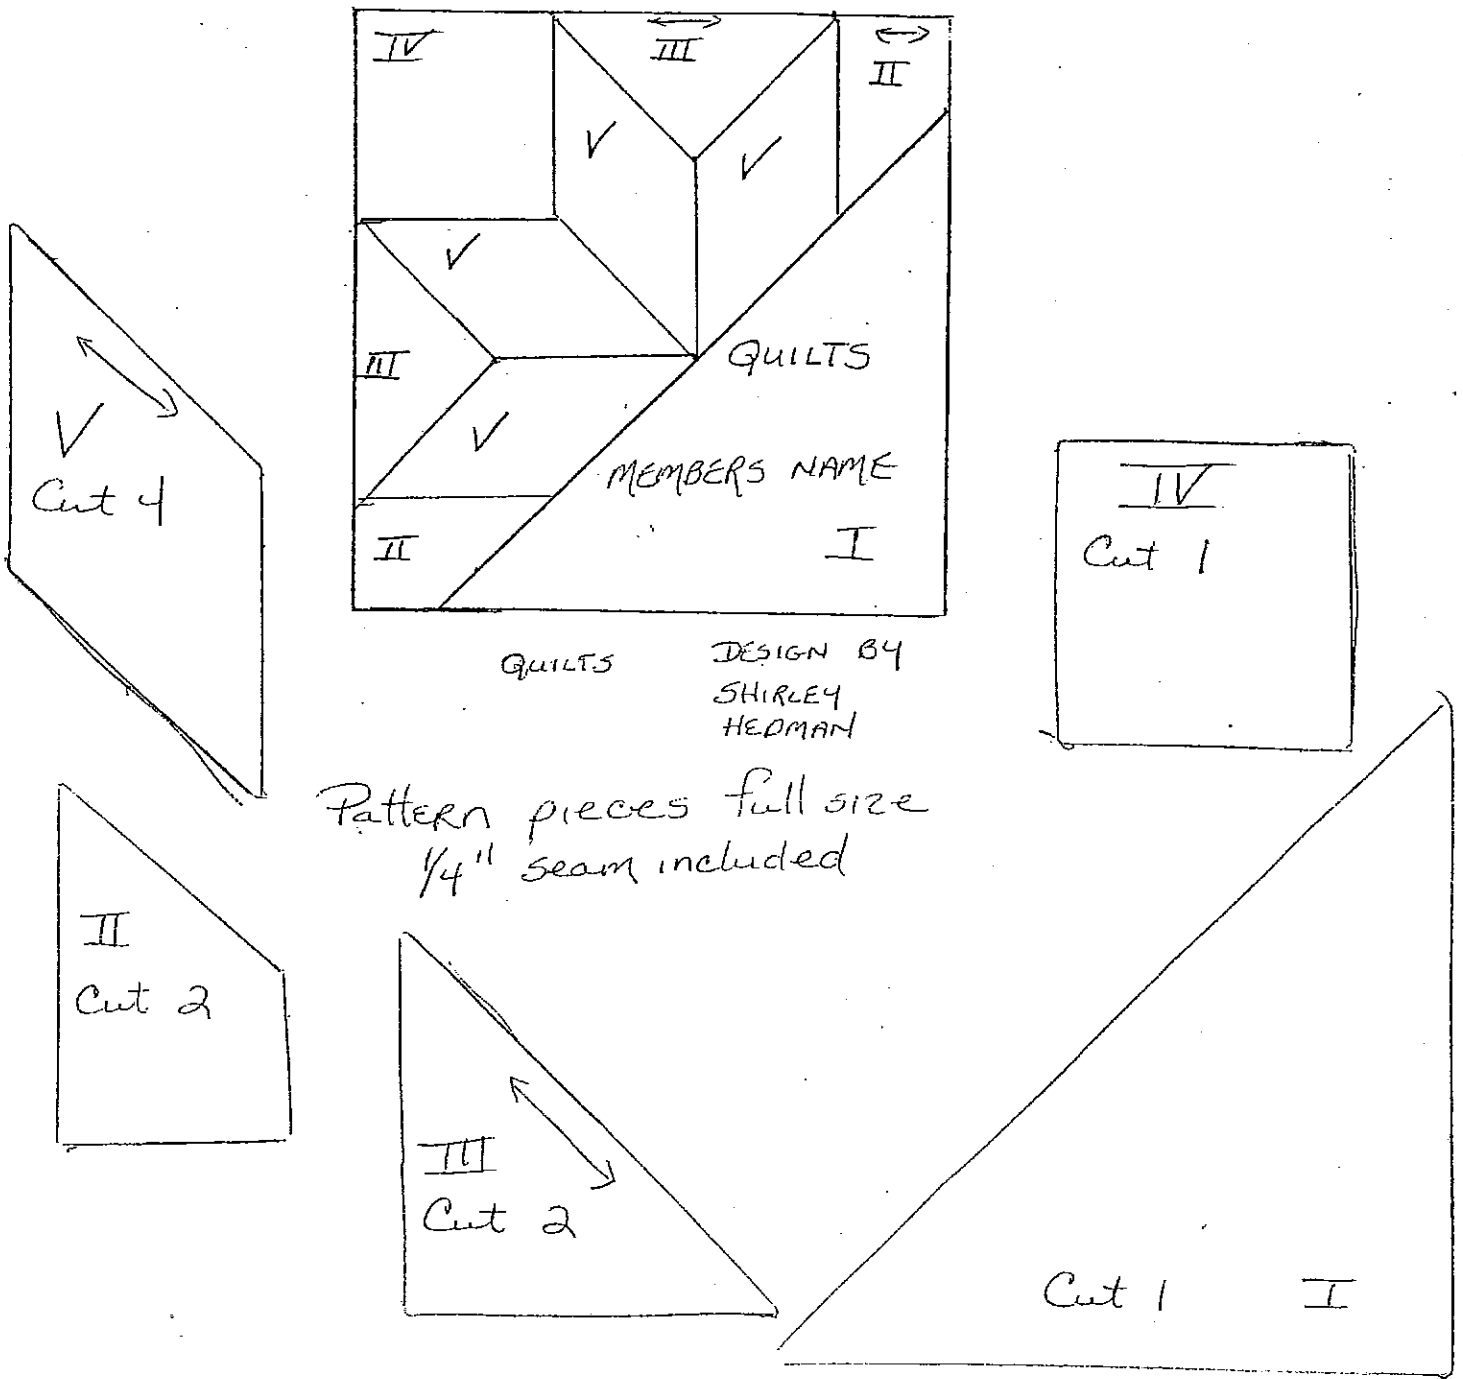 IV
III
II
V
V
V
III
QUILTS
V
MEMBERS NAME
II
I
V
Cut 4
IV
Cut 1
QUILTS
DESIGN BY
SHIRLEY
HEDMAN
Pattern pieces full size
1/4" seam included
II
Cut 2
III
Cut 2
Cut 1 I